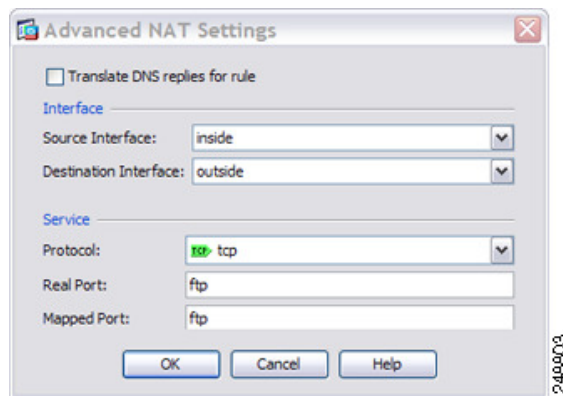 Advanced NAT Settings
Translate DNS replies for rule
Interface
Source Interface: inside
Destination Interface: outside
Service
Protocol: TCP tcp
Real Port: ftp
Mapped Port: ftp
OK Cancel Help
248803